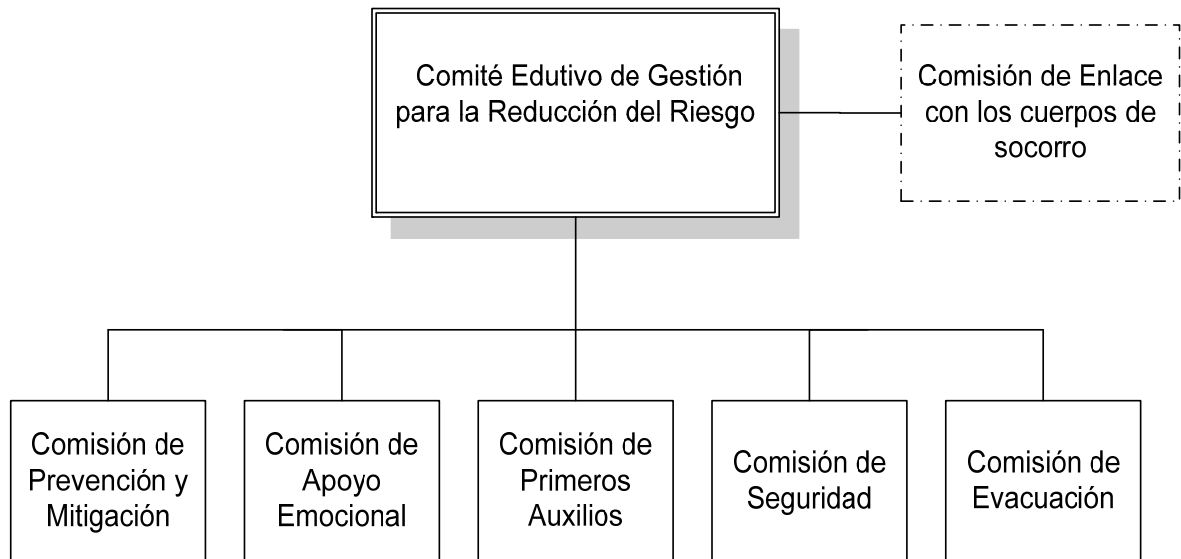 Comité Edutivo de Gestión
para la Reducción del Riesgo
Comisión de Enlace
con los cuerpos de
socorro
Comisión de
Prevención y
Mitigación
Comisión de
Apoyo
Emocional
Comisión de
Primeros
Auxilios
Comisión de
Seguridad
Comisión de
Evacuación